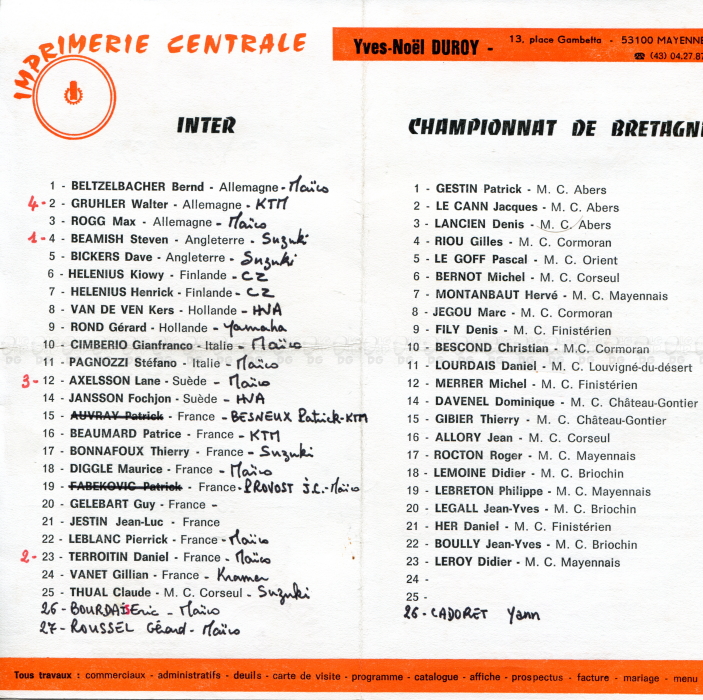 IMPRIMERIE CENTRALE
Yves-Noël DUROY - 13, place Gambetta - 53100 MAYENNE
☎ (43) 04.27.87
INTER
1 - BELTZELBACHER Bernd - Allemagne - Maïco
4 - 2 - GRUHLER Walter - Allemagne - KTM
3 - ROGG Max - Allemagne - Maïco
1 - 4 - BEAMISH Steven - Angleterre - Suzuki
5 - BICKERS Dave - Angleterre - Suzuki
6 - HELENIUS Kiowy - Finlande - CZ
7 - HELENIUS Henrick - Finlande - CZ
8 - VAN DE VEN Kers - Hollande - HVA
9 - ROND Gérard - Hollande - Yamaha
10 - CIMBERIO Gianfranco - Italie - Maïco
11 - PAGNOZZI Stéfano - Italie - Maïco
3 - 12 - AXELSSON Lane - Suède - Maïco
14 - JANSSON Fochjon - Suède - HVA
15 - AUVRAY Patrick - France - BESNEUX Patrick - KTM
16 - BEAUMARD Patrice - France - KTM
17 - BONNAFOUX Thierry - France - Suzuki
18 - DIGGLE Maurice - France - Maïco
19 - FABEKOVIC Patrick - France - PROVOST J.C. - Maïco
20 - GELEBART Guy - France -
21 - JESTIN Jean-Luc - France
22 - LEBLANC Pierrick - France - Maïco
2 - 23 - TERROITIN Daniel - France - Maïco
24 - VANET Gillian - France - Kramer
25 - THUAL Claude - M. C. Corseul - Suzuki
26 - BOURDAIS Eric - Maïco
27 - ROUSSEL Gérard - Maïco
CHAMPIONNAT DE BRETAGN
1 - GESTIN Patrick - M. C. Abers
2 - LE CANN Jacques - M. C. Abers
3 - LANCIEN Denis - M. C. Abers
4 - RIOU Gilles - M. C. Cormoran
5 - LE GOFF Pascal - M. C. Orient
6 - BERNOT Michel - M. C. Corseul
7 - MONTANBAUT Hervé - M. C. Mayennais
8 - JEGOU Marc - M. C. Cormoran
9 - FILY Denis - M. C. Finistérien
10 - BESCOND Christian - M.C. Cormoran
11 - LOURDAIS Daniel - M. C. Louvigné-du-désert
12 - MERRER Michel - M. C. Finistérien
14 - DAVENEL Dominique - M. C. Château-Gontier
15 - GIBIER Thierry - M. C. Château-Gontier
16 - ALLORY Jean - M. C. Corseul
17 - ROCTON Roger - M. C. Mayennais
18 - LEMOINE Didier - M. C. Briochin
19 - LEBRETON Philippe - M. C. Mayennais
20 - LEGALL Jean-Yves - M. C. Briochin
21 - HER Daniel - M. C. Finistérien
22 - BOULLY Jean-Yves - M. C. Briochin
23 - LEROY Didier - M. C. Mayennais
24 -
25 -
26 - CADORET Yann
Tous travaux : commerciaux - administratifs - deuils - carte de visite - programme - catalogue - affiche - prospectus - facture - mariage - menu